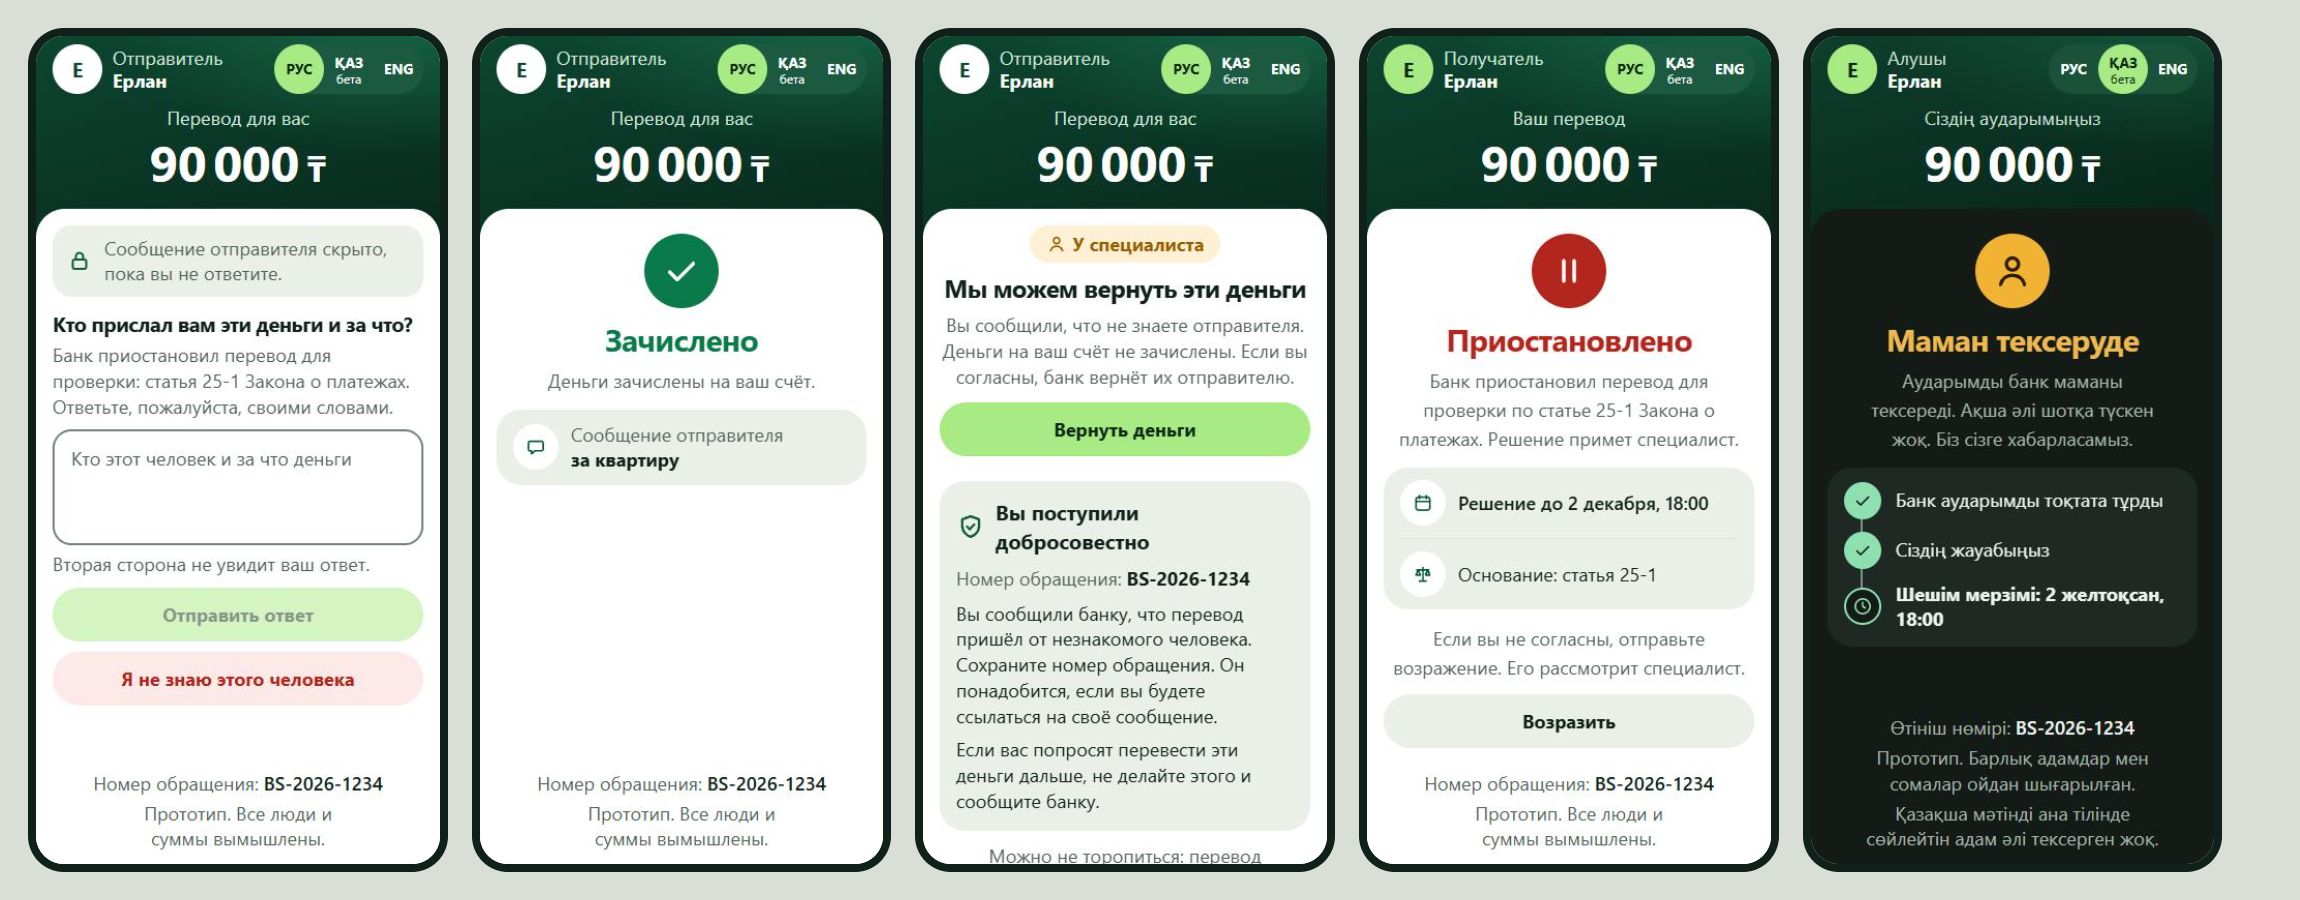 Е
Отправитель
Ерлан
РУС
ҚАЗ
бета
ENG
Перевод для вас
90 000 ₸
Сообщение отправителя скрыто,
пока вы не ответите.
Кто прислал вам эти деньги и за что?
Банк приостановил перевод для
проверки: статья 25-1 Закона о платежах.
Ответьте, пожалуйста, своими словами.
Кто этот человек и за что деньги
Вторая сторона не увидит ваш ответ.
Отправить ответ
Я не знаю этого человека
Номер обращения: BS-2026-1234
Прототип. Все люди и
суммы вымышлены.
Е
Отправитель
Ерлан
РУС
ҚАЗ
бета
ENG
Перевод для вас
90 000 ₸
Зачислено
Деньги зачислены на ваш счёт.
Сообщение отправителя
за квартиру
Номер обращения: BS-2026-1234
Прототип. Все люди и
суммы вымышлены.
Е
Отправитель
Ерлан
РУС
ҚАЗ
бета
ENG
Перевод для вас
90 000 ₸
У специалиста
Мы можем вернуть эти деньги
Вы сообщили, что не знаете отправителя.
Деньги на ваш счёт не зачислены. Если вы
согласны, банк вернёт их отправителю.
Вернуть деньги
Вы поступили
добросовестно
Номер обращения: BS-2026-1234
Вы сообщили банку, что перевод
пришёл от незнакомого человека.
Сохраните номер обращения. Он
понадобится, если вы будете
ссылаться на своё сообщение.
Если вас попросят перевести эти
деньги дальше, не делайте этого и
сообщите банку.
Можно не торопиться: перевод
Е
Получатель
Ерлан
РУС
ҚАЗ
бета
ENG
Ваш перевод
90 000 ₸
Приостановлено
Банк приостановил перевод для
проверки по статье 25-1 Закона о
платежах. Решение примет специалист.
Решение до 2 декабря, 18:00
Основание: статья 25-1
Если вы не согласны, отправьте
возражение. Его рассмотрит специалист.
Возразить
Номер обращения: BS-2026-1234
Прототип. Все люди и
суммы вымышлены.
Е
Алушы
Ерлан
РУС
ҚАЗ
бета
ENG
Сіздің аударымыңыз
90 000 ₸
Маман тексеруде
Аударымды банк маманы
тексереді. Ақша әлі шотқа түскен
жоқ. Біз сізге хабарласамыз.
Банк аударымды тоқтата тұрды
Сіздің жауабыңыз
Шешім мерзімі: 2 желтоқсан,
18:00
Өтініш нөмірі: BS-2026-1234
Прототип. Барлық адамдар мен
сомалар ойдан шығарылған.
Қазақша мәтінді ана тілінде
сөйлейтін адам әлі тексерген жоқ.